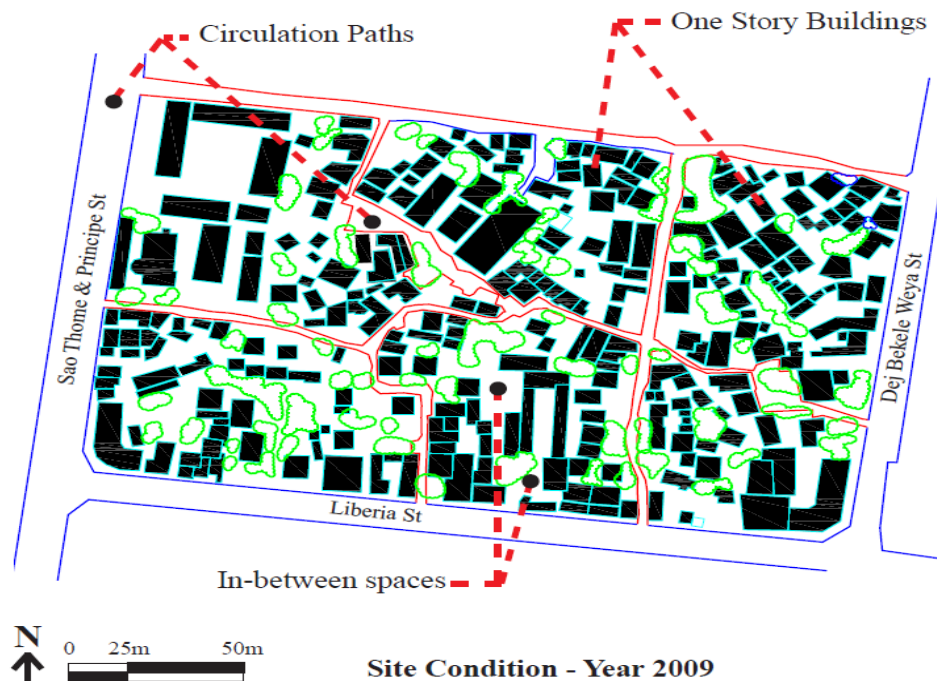 One Story Buildings
Circulation Paths
Sao Thome & Principe St
Dej Bekele Weya St
Liberia St
In-between spaces
N
0 25m 50m
Site Condition - Year 2009